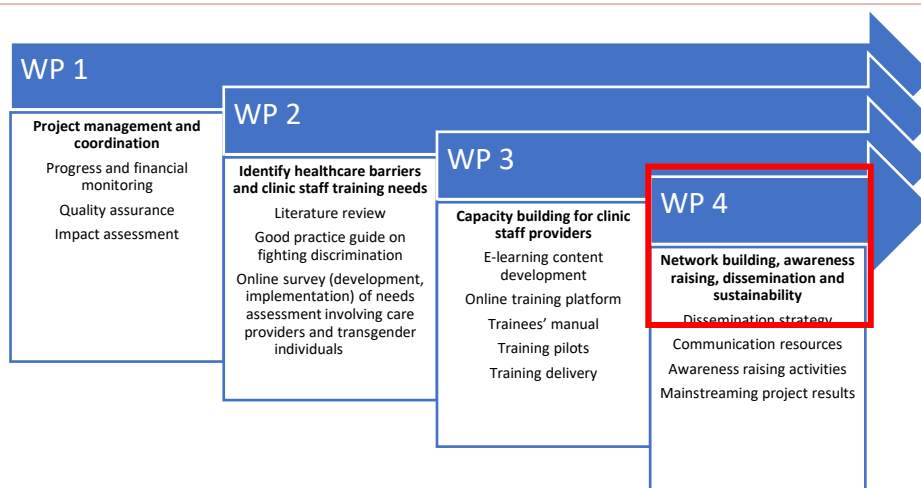 WP 1
Project management and
coordination
Progress and financial
monitoring
Quality assurance
Impact assessment
WP 2
Identify healthcare barriers
and clinic staff training needs
Literature review
Good practice guide on
fighting discrimination
Online survey (development,
implementation) of needs
assessment involving care
providers and transgender
individuals
WP 3
Capacity building for clinic
staff providers
E-learning content
development
Online training platform
Trainees’ manual
Training pilots
Training delivery
WP 4
Network building, awareness
raising, dissemination and
sustainability
Dissemination strategy
Communication resources
Awareness raising activities
Mainstreaming project results